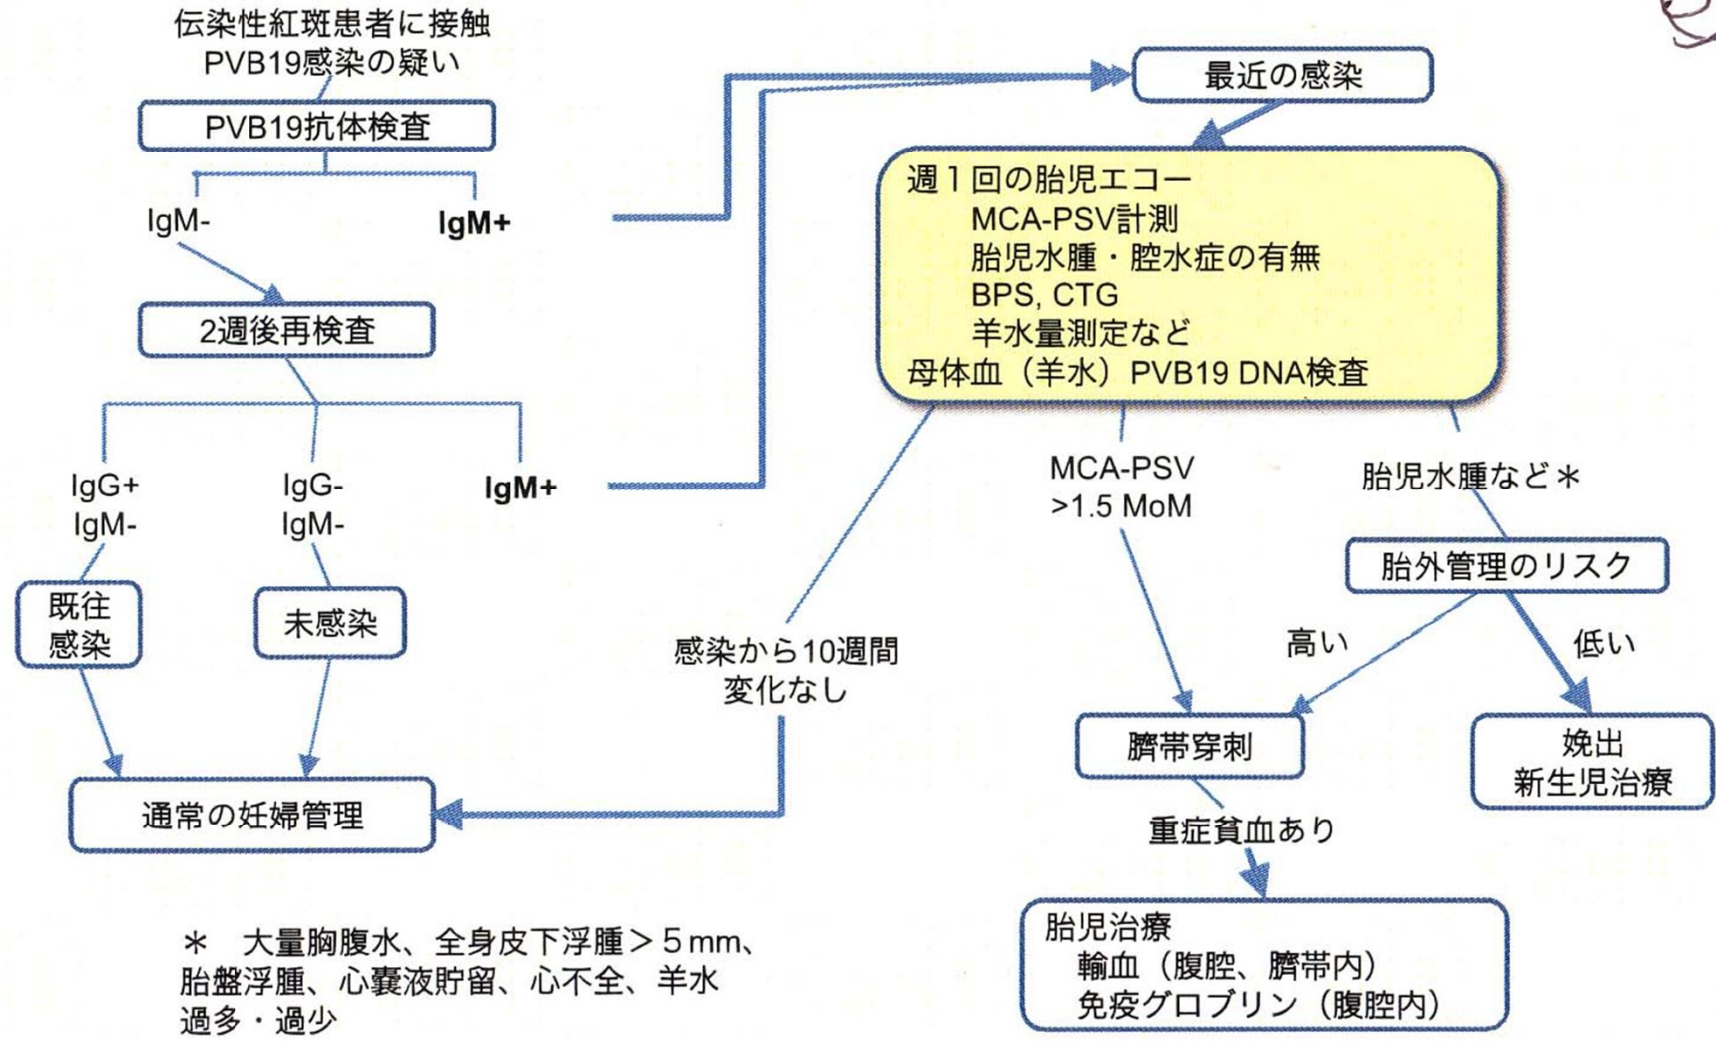 伝染性紅斑患者に接触
PVB19感染の疑い
PVB19抗体検査
IgM-
IgM+
2週後再検査
IgG+
IgM-
IgG-
IgM-
IgM+
既往
感染
未感染
通常の妊婦管理
最近の感染
週1回の胎児エコー
MCA-PSV計測
胎児水腫・腔水症の有無
BPS, CTG
羊水量測定など
母体血（羊水）PVB19 DNA検査
感染から10週間
変化なし
MCA-PSV
>1.5 MoM
胎児水腫など＊
胎外管理のリスク
高い
低い
臍帯穿刺
娩出
新生児治療
重症貧血あり
胎児治療
輸血（腹腔、臍帯内）
免疫グロブリン（腹腔内）
＊　大量胸腹水、全身皮下浮腫＞5mm、
胎盤浮腫、心嚢液貯留、心不全、羊水
過多・過少